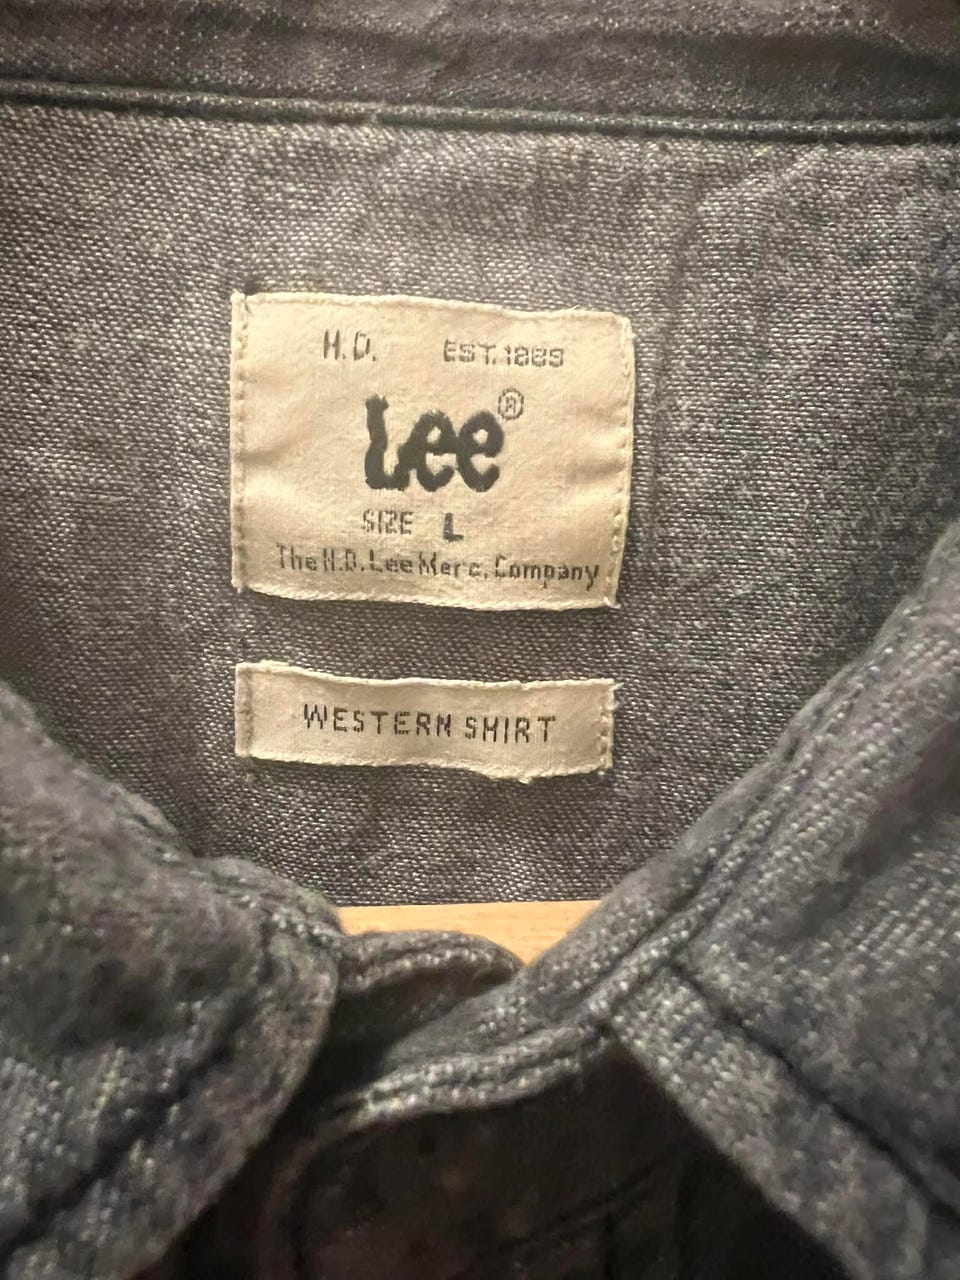 H.D. EST.1889
Lee®
SIZE L
The H.D. Lee Merc. Company
WESTERN SHIRT